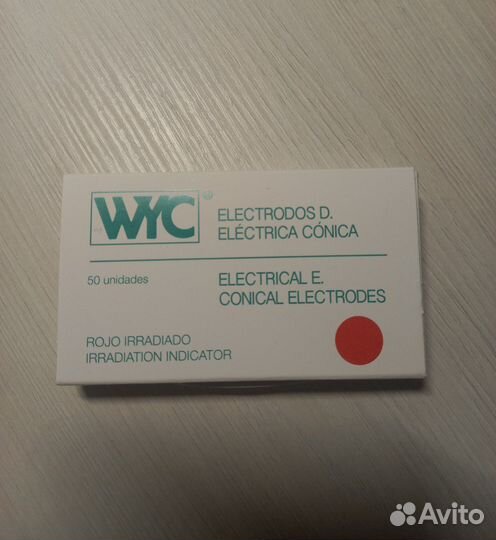 WYC®
ELECTRODOS D.
ELÉCTRICA CÓNICA
50 unidades
ELECTRICAL E.
CONICAL ELECTRODES
ROJO IRRADIADO
IRRADIATION INDICATOR
Avito